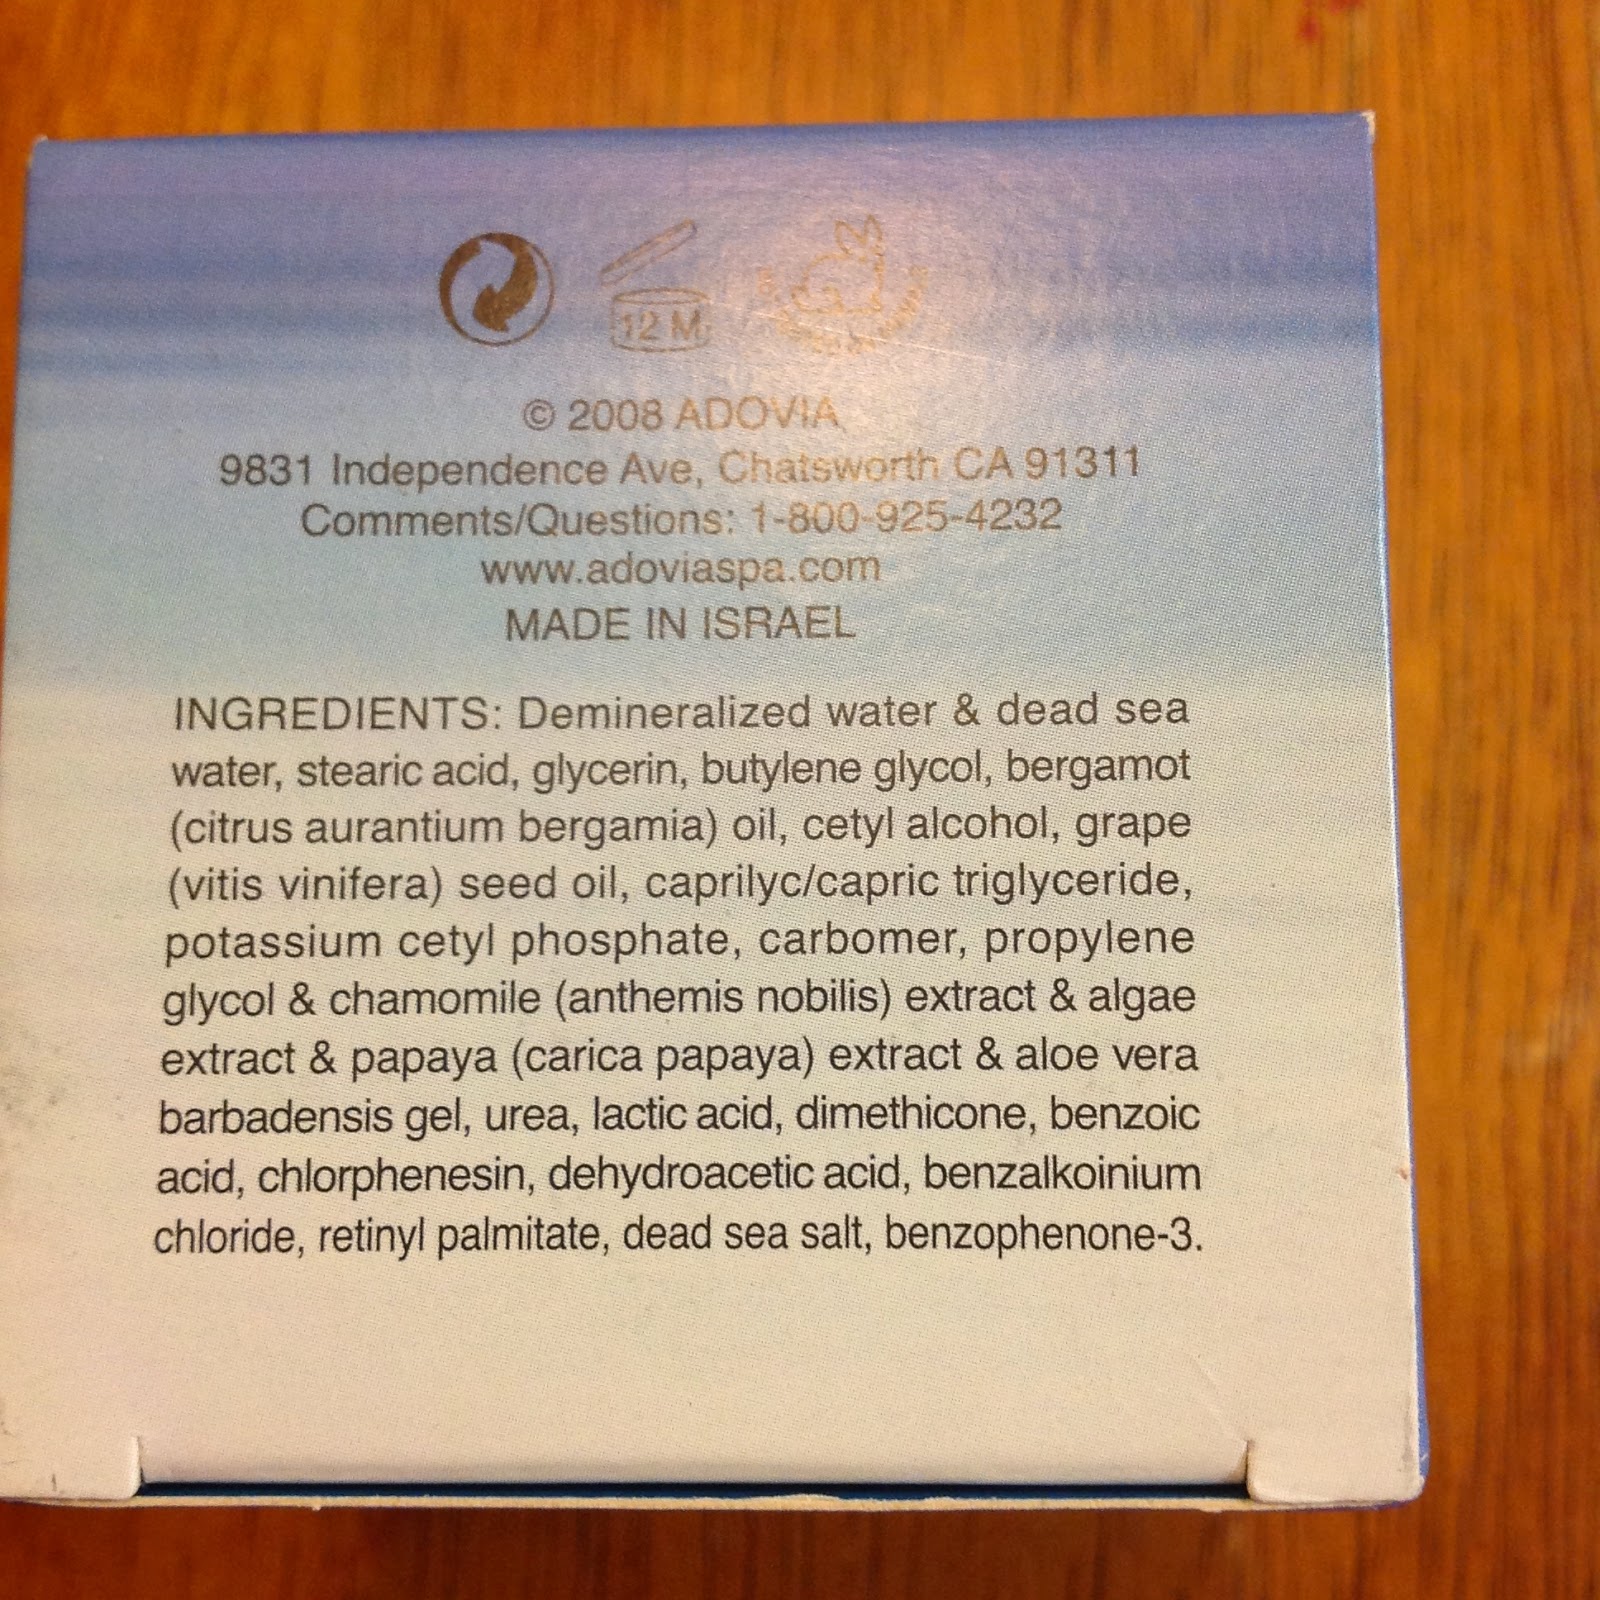 12 M
© 2008 ADOVIA
9831 Independence Ave, Chatsworth CA 91311
Comments/Questions: 1-800-925-4232
www.adoviaspa.com
MADE IN ISRAEL
INGREDIENTS: Demineralized water & dead sea
water, stearic acid, glycerin, butylene glycol, bergamot
(citrus aurantium bergamia) oil, cetyl alcohol, grape
(vitis vinifera) seed oil, caprilyc/capric triglyceride,
potassium cetyl phosphate, carbomer, propylene
glycol & chamomile (anthemis nobilis) extract & algae
extract & papaya (carica papaya) extract & aloe vera
barbadensis gel, urea, lactic acid, dimethicone, benzoic
acid, chlorphenesin, dehydroacetic acid, benzalkoinium
chloride, retinyl palmitate, dead sea salt, benzophenone-3.